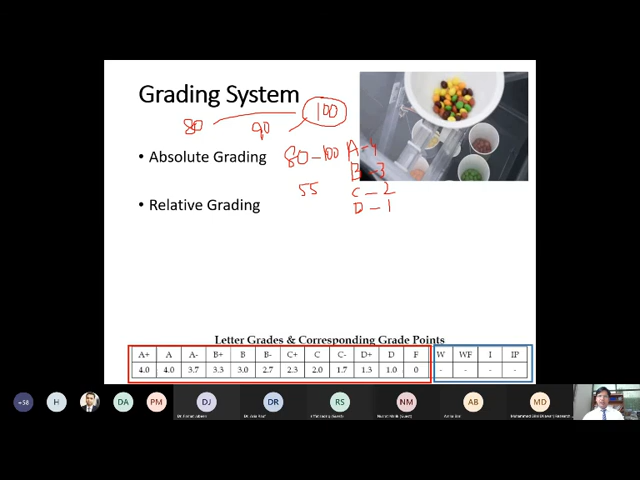 Grading System
80 90 100
• Absolute Grading 80-100 A-4
B-3
55 C-2
• Relative Grading D-1
Letter Grades & Corresponding Grade Points
A+ A A- B+ B B- C+ C C- D+ D F W WF I IP
4.0 4.0 3.7 3.3 3.0 2.7 2.3 2.0 1.7 1.3 1.0 0 - - - -
+58 H DA PM DJ DR RS NM AB MD